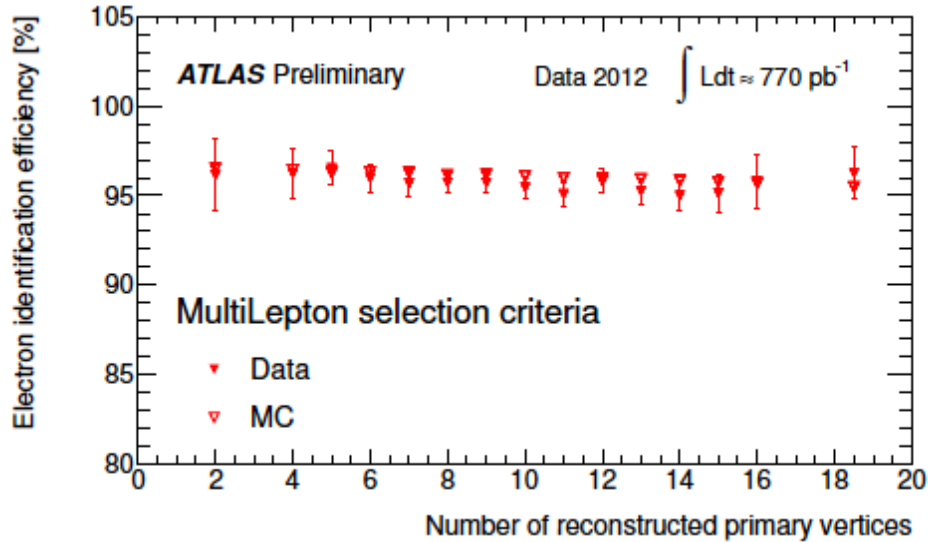 Electron identification efficiency [%]
105
100
95
90
85
80
ATLAS Preliminary
Data 2012 ∫ Ldt ≈ 770 pb⁻¹
MultiLepton selection criteria
Data
MC
0 2 4 6 8 10 12 14 16 18 20
Number of reconstructed primary vertices